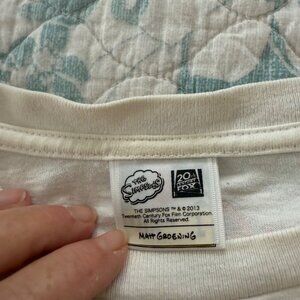 THE
SIMPSONS
20TH
CENTURY
FOX
THE SIMPSONS ™ & © 2013
Twentieth Century Fox Film Corporation.
All Rights Reserved.
MATT GROENING